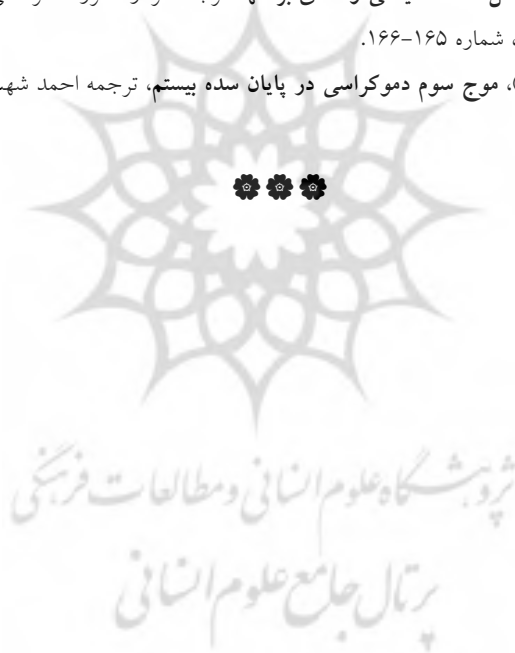 ، شماره ۱۶۵-۱۶۶.
)، موج سوم دموکراسی در پایان سده بیستم، ترجمه احمد شهس
پژوهشگاه علوم انسانی و مطالعات فرهنگی
پرتال جامع علوم انسانی